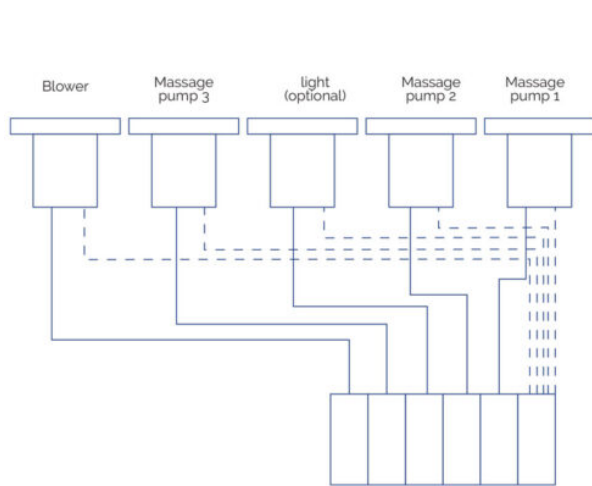 Blower
Massage
pump 3
light
(optional)
Massage
pump 2
Massage
pump 1